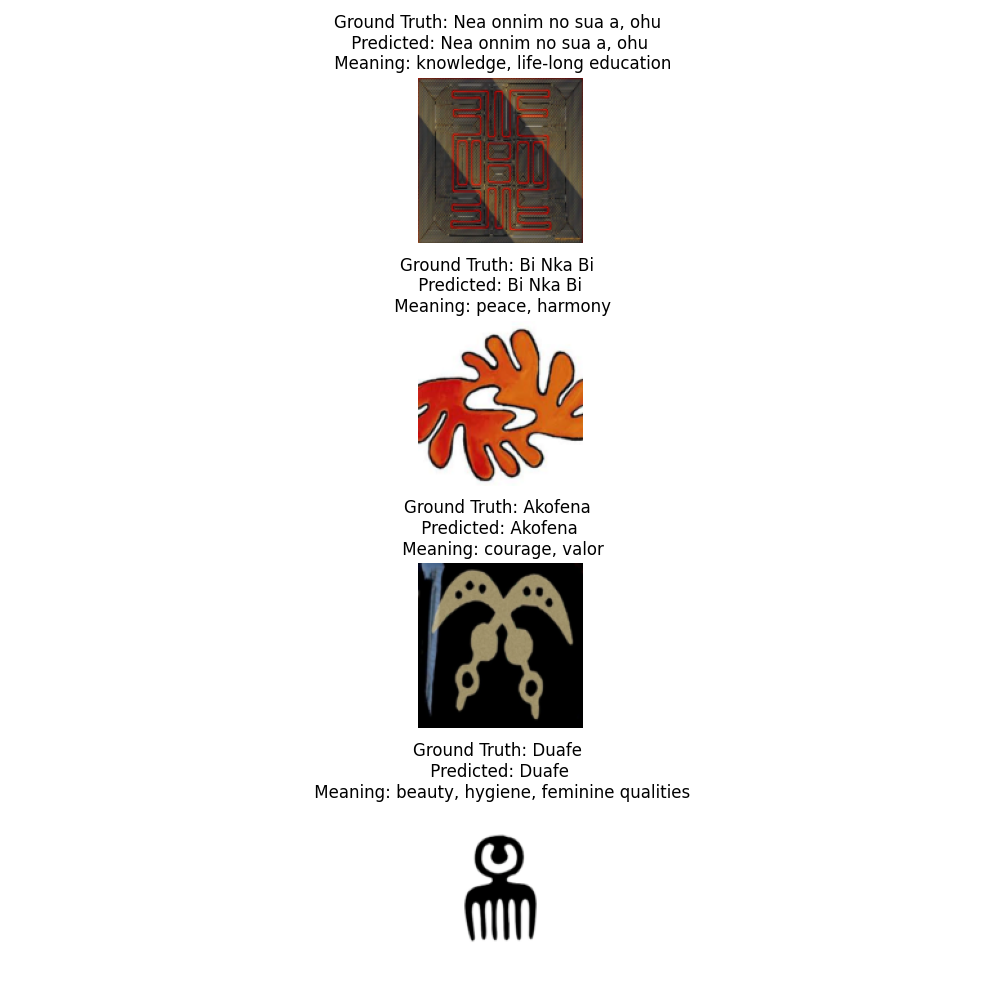 Ground Truth: Nea onnim no sua a, ohu
Predicted: Nea onnim no sua a, ohu
Meaning: knowledge, life-long education
Ground Truth: Bi Nka Bi
Predicted: Bi Nka Bi
Meaning: peace, harmony
Ground Truth: Akofena
Predicted: Akofena
Meaning: courage, valor
Ground Truth: Duafe
Predicted: Duafe
Meaning: beauty, hygiene, feminine qualities